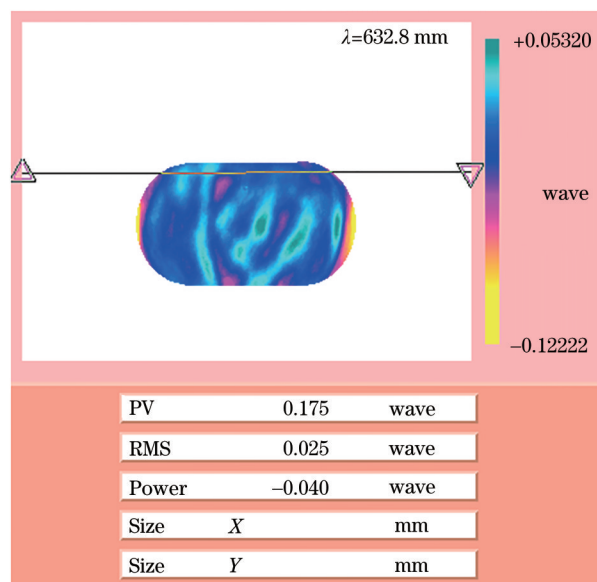 λ=632.8 mm
+0.05320
wave
−0.12222
PV 0.175 wave
RMS 0.025 wave
Power −0.040 wave
Size X mm
Size Y mm